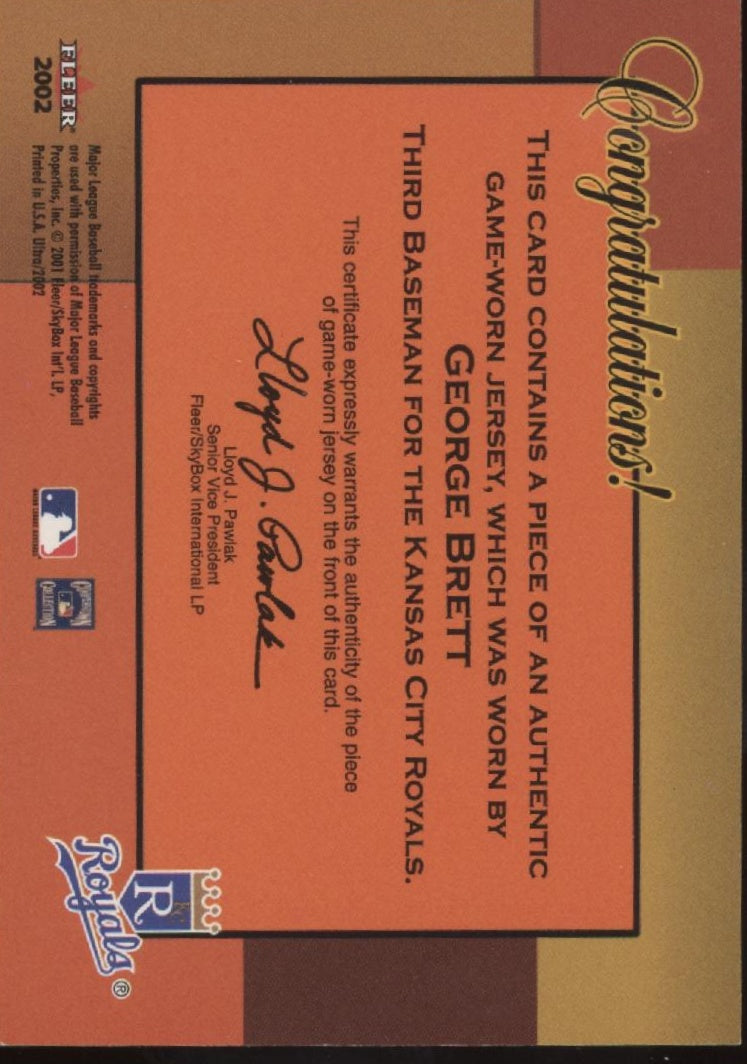 Congratulations!
THIS CARD CONTAINS A PIECE OF AN AUTHENTIC
GAME-WORN JERSEY, WHICH WAS WORN BY
GEORGE BRETT
THIRD BASEMAN FOR THE KANSAS CITY ROYALS.
This certificate expressly warrants the authenticity of the piece
of game-worn jersey on the front of this card.
Lloyd J. Pawlak
Lloyd J. Pawlak
Senior Vice President
Fleer/SkyBox International LP
FLEER®
2002
Major League Baseball trademarks and copyrights
are used with permission of Major League Baseball
Properties, Inc. © 2001 Fleer/SkyBox Int'l. LP,
Printed in U.S.A. Ultra/2002
COOPERSTOWN
COLLECTION
KC
R
Royals®